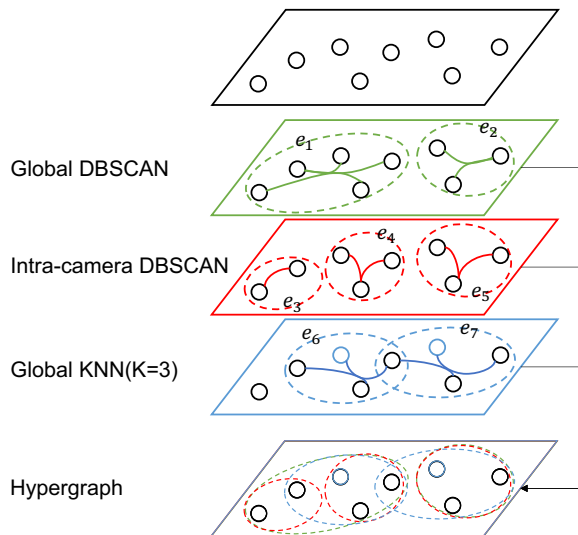 e1
e2
Global DBSCAN
e4
Intra-camera DBSCAN
e3
e5
e6
e7
Global KNN(K=3)
Hypergraph